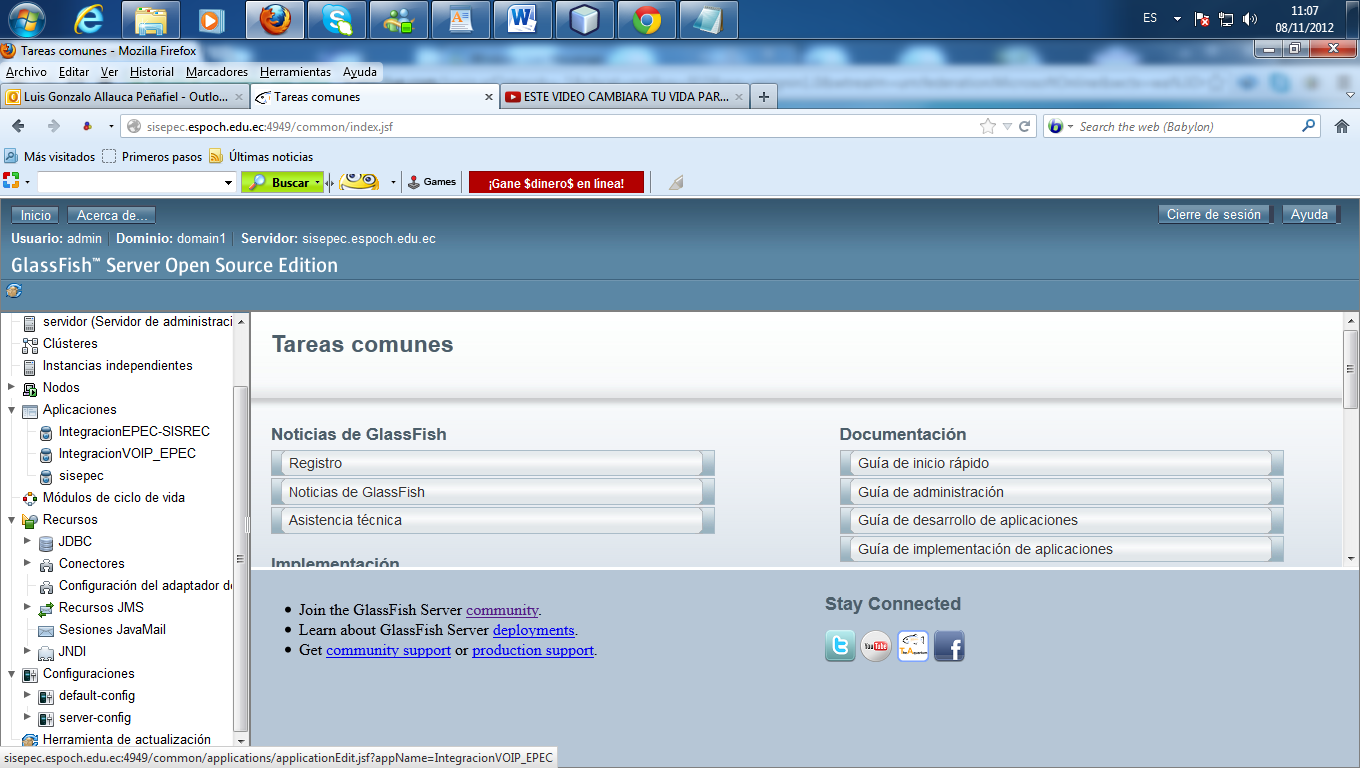 ES
11:07
08/11/2012
Tareas comunes - Mozilla Firefox
Archivo Editar Ver Historial Marcadores Herramientas Ayuda
Luis Gonzalo Allauca Peñafiel - Outlo...
Tareas comunes
ESTE VIDEO CAMBIARA TU VIDA PAR...
sisepec.espoch.edu.ec:4949/common/index.jsf
Search the web (Babylon)
Más visitados Primeros pasos Últimas noticias
Buscar Games ¡Gane $dinero$ en línea!
Inicio Acerca de... Cierre de sesión Ayuda
Usuario: admin Dominio: domain1 Servidor: sisepec.espoch.edu.ec
GlassFish™ Server Open Source Edition
servidor (Servidor de administraci
Clústeres
Instancias independientes
Nodos
Aplicaciones
IntegracionEPEC-SISREC
IntegracionVOIP_EPEC
sisepec
Módulos de ciclo de vida
Recursos
JDBC
Conectores
Configuración del adaptador de
Recursos JMS
Sesiones JavaMail
JNDI
Configuraciones
default-config
server-config
Herramienta de actualización
Tareas comunes
Noticias de GlassFish
Registro
Noticias de GlassFish
Asistencia técnica
Implementación
Documentación
Guía de inicio rápido
Guía de administración
Guía de desarrollo de aplicaciones
Guía de implementación de aplicaciones
Join the GlassFish Server community.
Learn about GlassFish Server deployments.
Get community support or production support.
Stay Connected
sisepec.espoch.edu.ec:4949/common/applications/applicationEdit.jsf?appName=IntegracionVOIP_EPEC